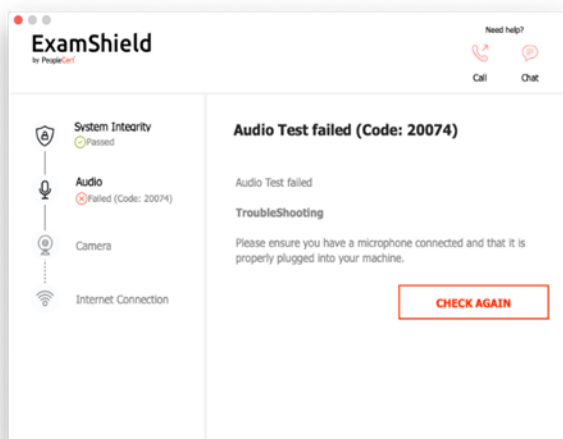 ExamShield
by PeopleCert
Need help?
Call
Chat
System Integrity
Passed
Audio
Failed (Code: 20074)
Camera
Internet Connection
Audio Test failed (Code: 20074)
Audio Test failed
TroubleShooting
Please ensure you have a microphone connected and that it is
properly plugged into your machine.
CHECK AGAIN